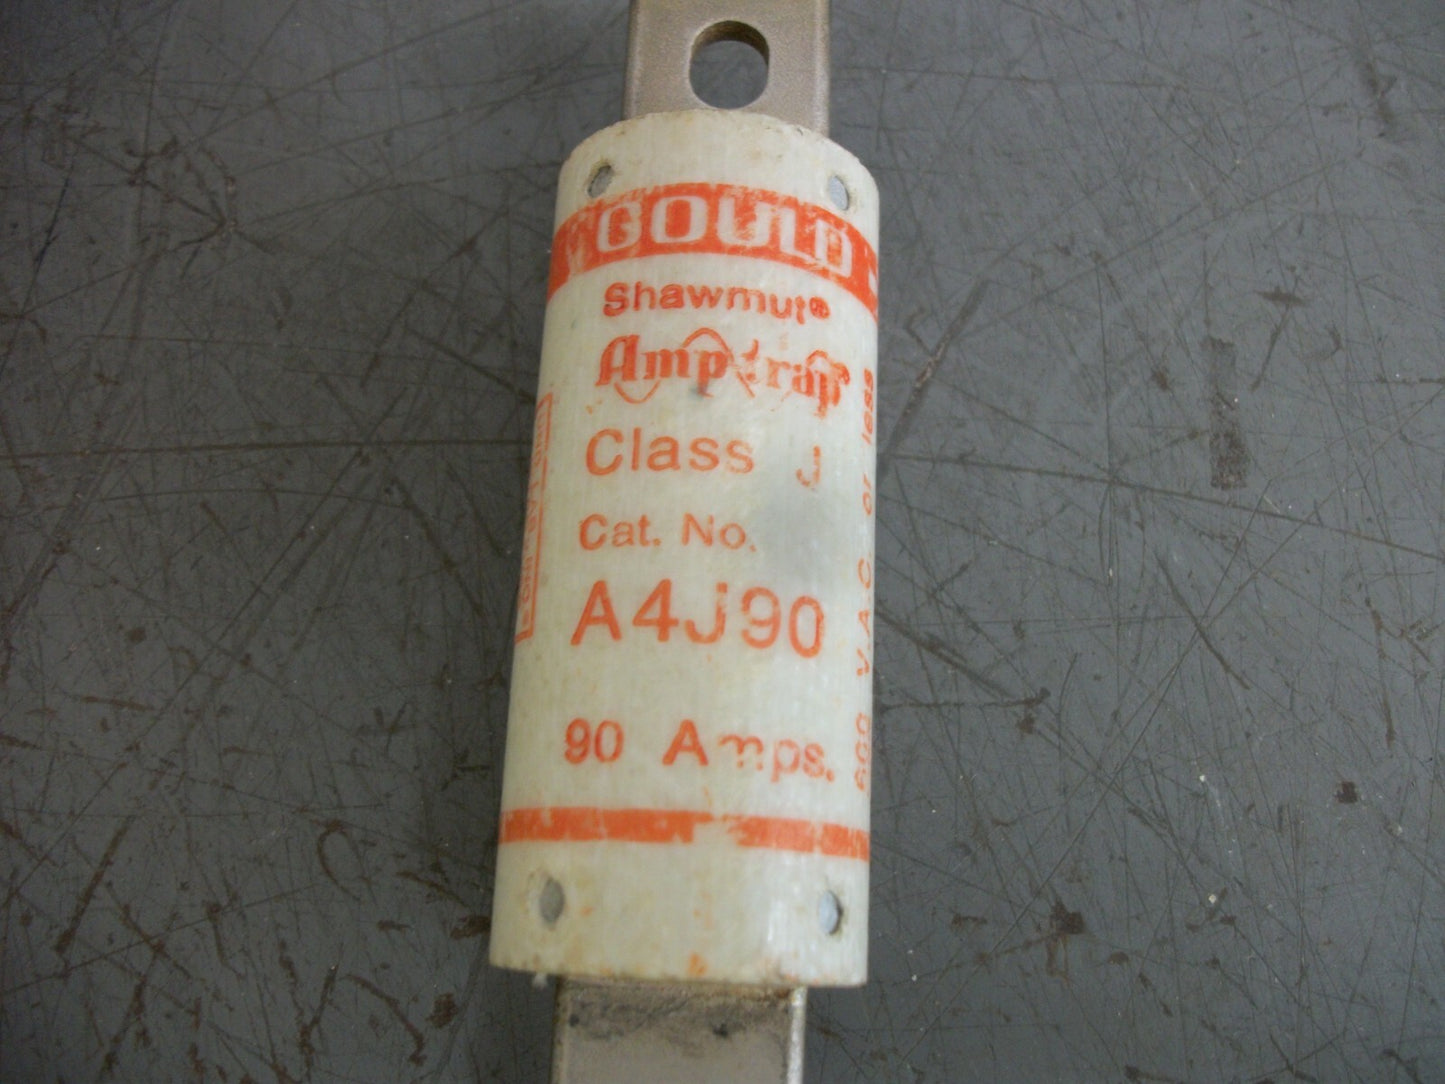 GOULD
Shawmut®
Amp-trap®
Class J
Cat. No.
A4J90
90 Amps.
600 V.A.C. or less